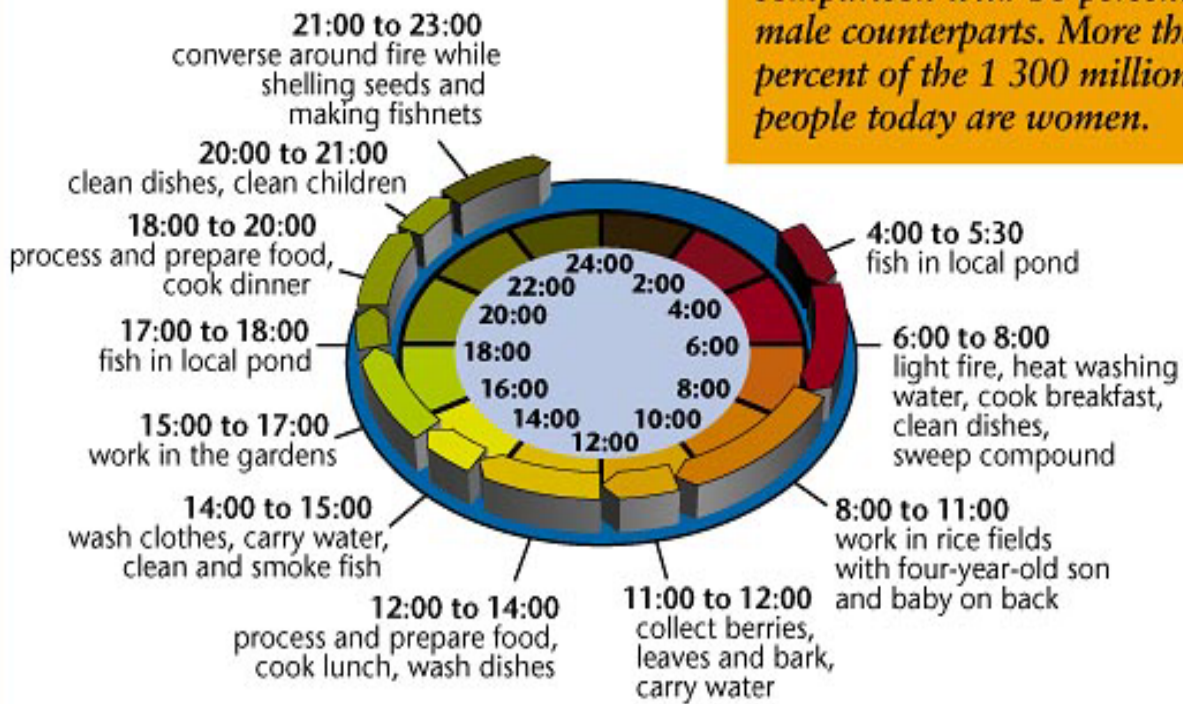 male counterparts. More
percent of the 1 300 million
people today are women.
21:00 to 23:00
converse around fire while
shelling seeds and
making fishnets
20:00 to 21:00
clean dishes, clean children
18:00 to 20:00
process and prepare food,
cook dinner
17:00 to 18:00
fish in local pond
15:00 to 17:00
work in the gardens
14:00 to 15:00
wash clothes, carry water,
clean and smoke fish
12:00 to 14:00
process and prepare food,
cook lunch, wash dishes
11:00 to 12:00
collect berries,
leaves and bark,
carry water
8:00 to 11:00
work in rice fields
with four-year-old son
and baby on back
6:00 to 8:00
light fire, heat washing
water, cook breakfast,
clean dishes,
sweep compound
4:00 to 5:30
fish in local pond
24:00
2:00
4:00
6:00
8:00
10:00
12:00
14:00
16:00
18:00
20:00
22:00